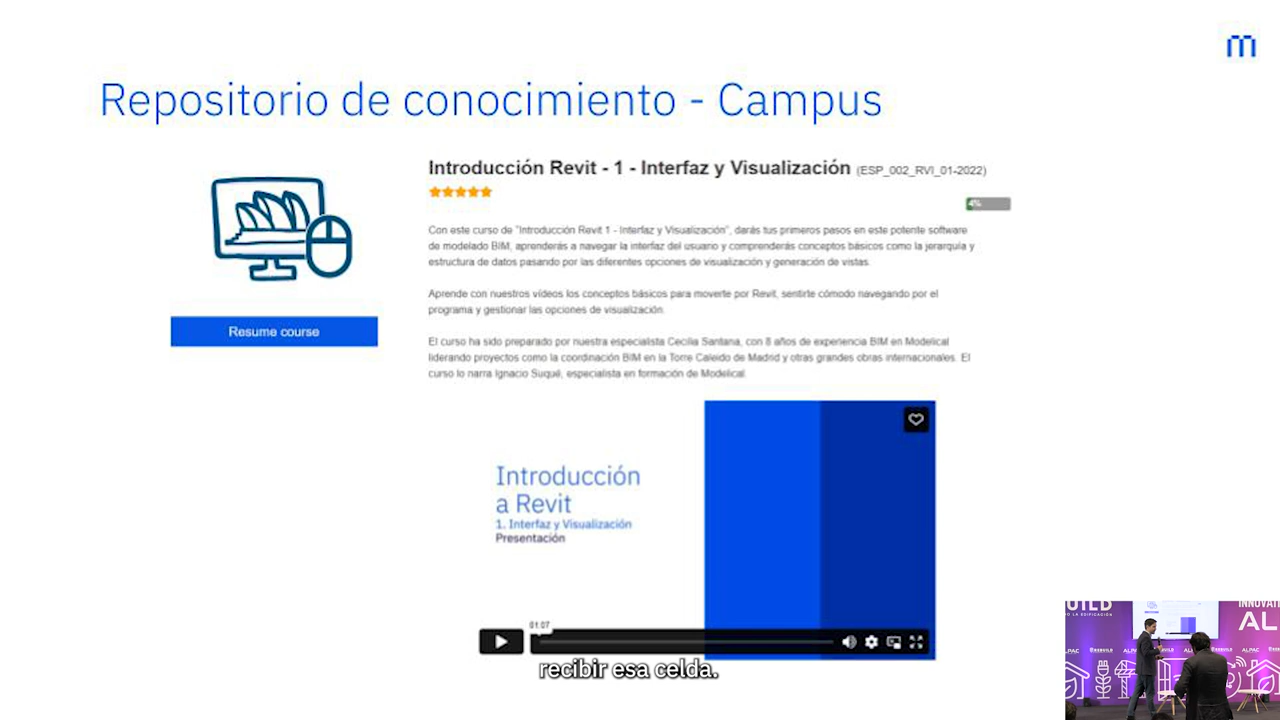 Repositorio de conocimiento - Campus
Introducción Revit - 1 - Interfaz y Visualización (ESP_002_RVI_01-2022)
4%
Con este curso de "Introducción Revit 1 - Interfaz y Visualización", darás tus primeros pasos en este potente software
de modelado BIM, aprenderás a navegar la interfaz del usuario y comprenderás conceptos básicos como la jerarquía y
estructura de datos pasando por las diferentes opciones de visualización y generación de vistas.
Aprende con nuestros vídeos los conceptos básicos para moverte por Revit, sentirte cómodo navegando por el
programa y gestionar las opciones de visualización.
Resume course
El curso ha sido preparado por nuestra especialista Cecilia Santana, con 8 años de experiencia BIM en Modelical
liderando proyectos como la coordinación BIM en la Torre Caleido de Madrid y otras grandes obras internacionales. El
curso lo narra Ignacio Suqué, especialista en formación de Modelical.
Introducción
a Revit
1. Interfaz y Visualización
Presentación
01:07
recibir esa celda.
UILD
INNOVATI
AL
ALPAC
REBUILD
ALPAC